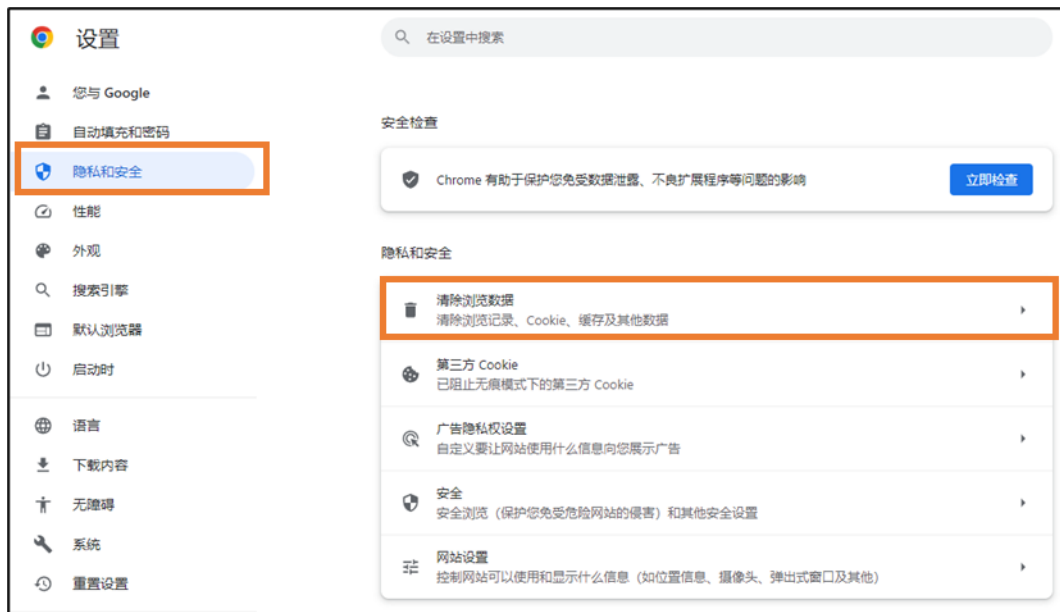 设置
在设置中搜索
您与 Google
自动填充和密码
隐私和安全
性能
外观
搜索引擎
默认浏览器
启动时
语言
下载内容
无障碍
系统
重置设置
安全检查
Chrome 有助于保护您免受数据泄露、不良扩展程序等问题的影响
立即检查
隐私和安全
清除浏览数据
清除浏览记录、Cookie、缓存及其他数据
第三方 Cookie
已阻止无痕模式下的第三方 Cookie
广告隐私权设置
自定义要让网站使用什么信息向您展示广告
安全
安全浏览（保护您免受危险网站的侵害）和其他安全设置
网站设置
控制网站可以使用和显示什么信息（如位置信息、摄像头、弹出式窗口及其他）